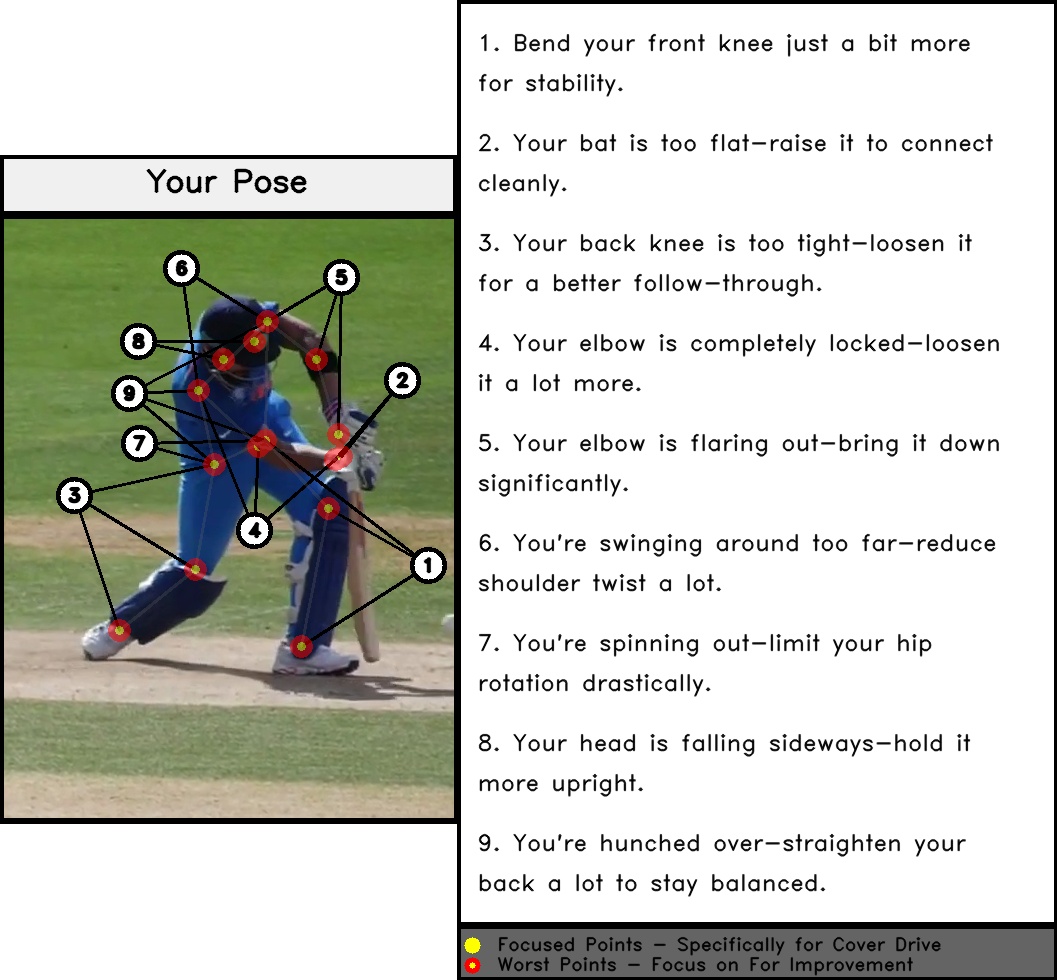 Your Pose
6
5
8
2
9
7
3
4
1
1. Bend your front knee just a bit more
for stability.
2. Your bat is too flat-raise it to connect
cleanly.
3. Your back knee is too tight-loosen it
for a better follow-through.
4. Your elbow is completely locked-loosen
it a lot more.
5. Your elbow is flaring out-bring it down
significantly.
6. You're swinging around too far-reduce
shoulder twist a lot.
7. You're spinning out-limit your hip
rotation drastically.
8. Your head is falling sideways-hold it
more upright.
9. You're hunched over-straighten your
back a lot to stay balanced.
Focused Points - Specifically for Cover Drive
Worst Points - Focus on For Improvement